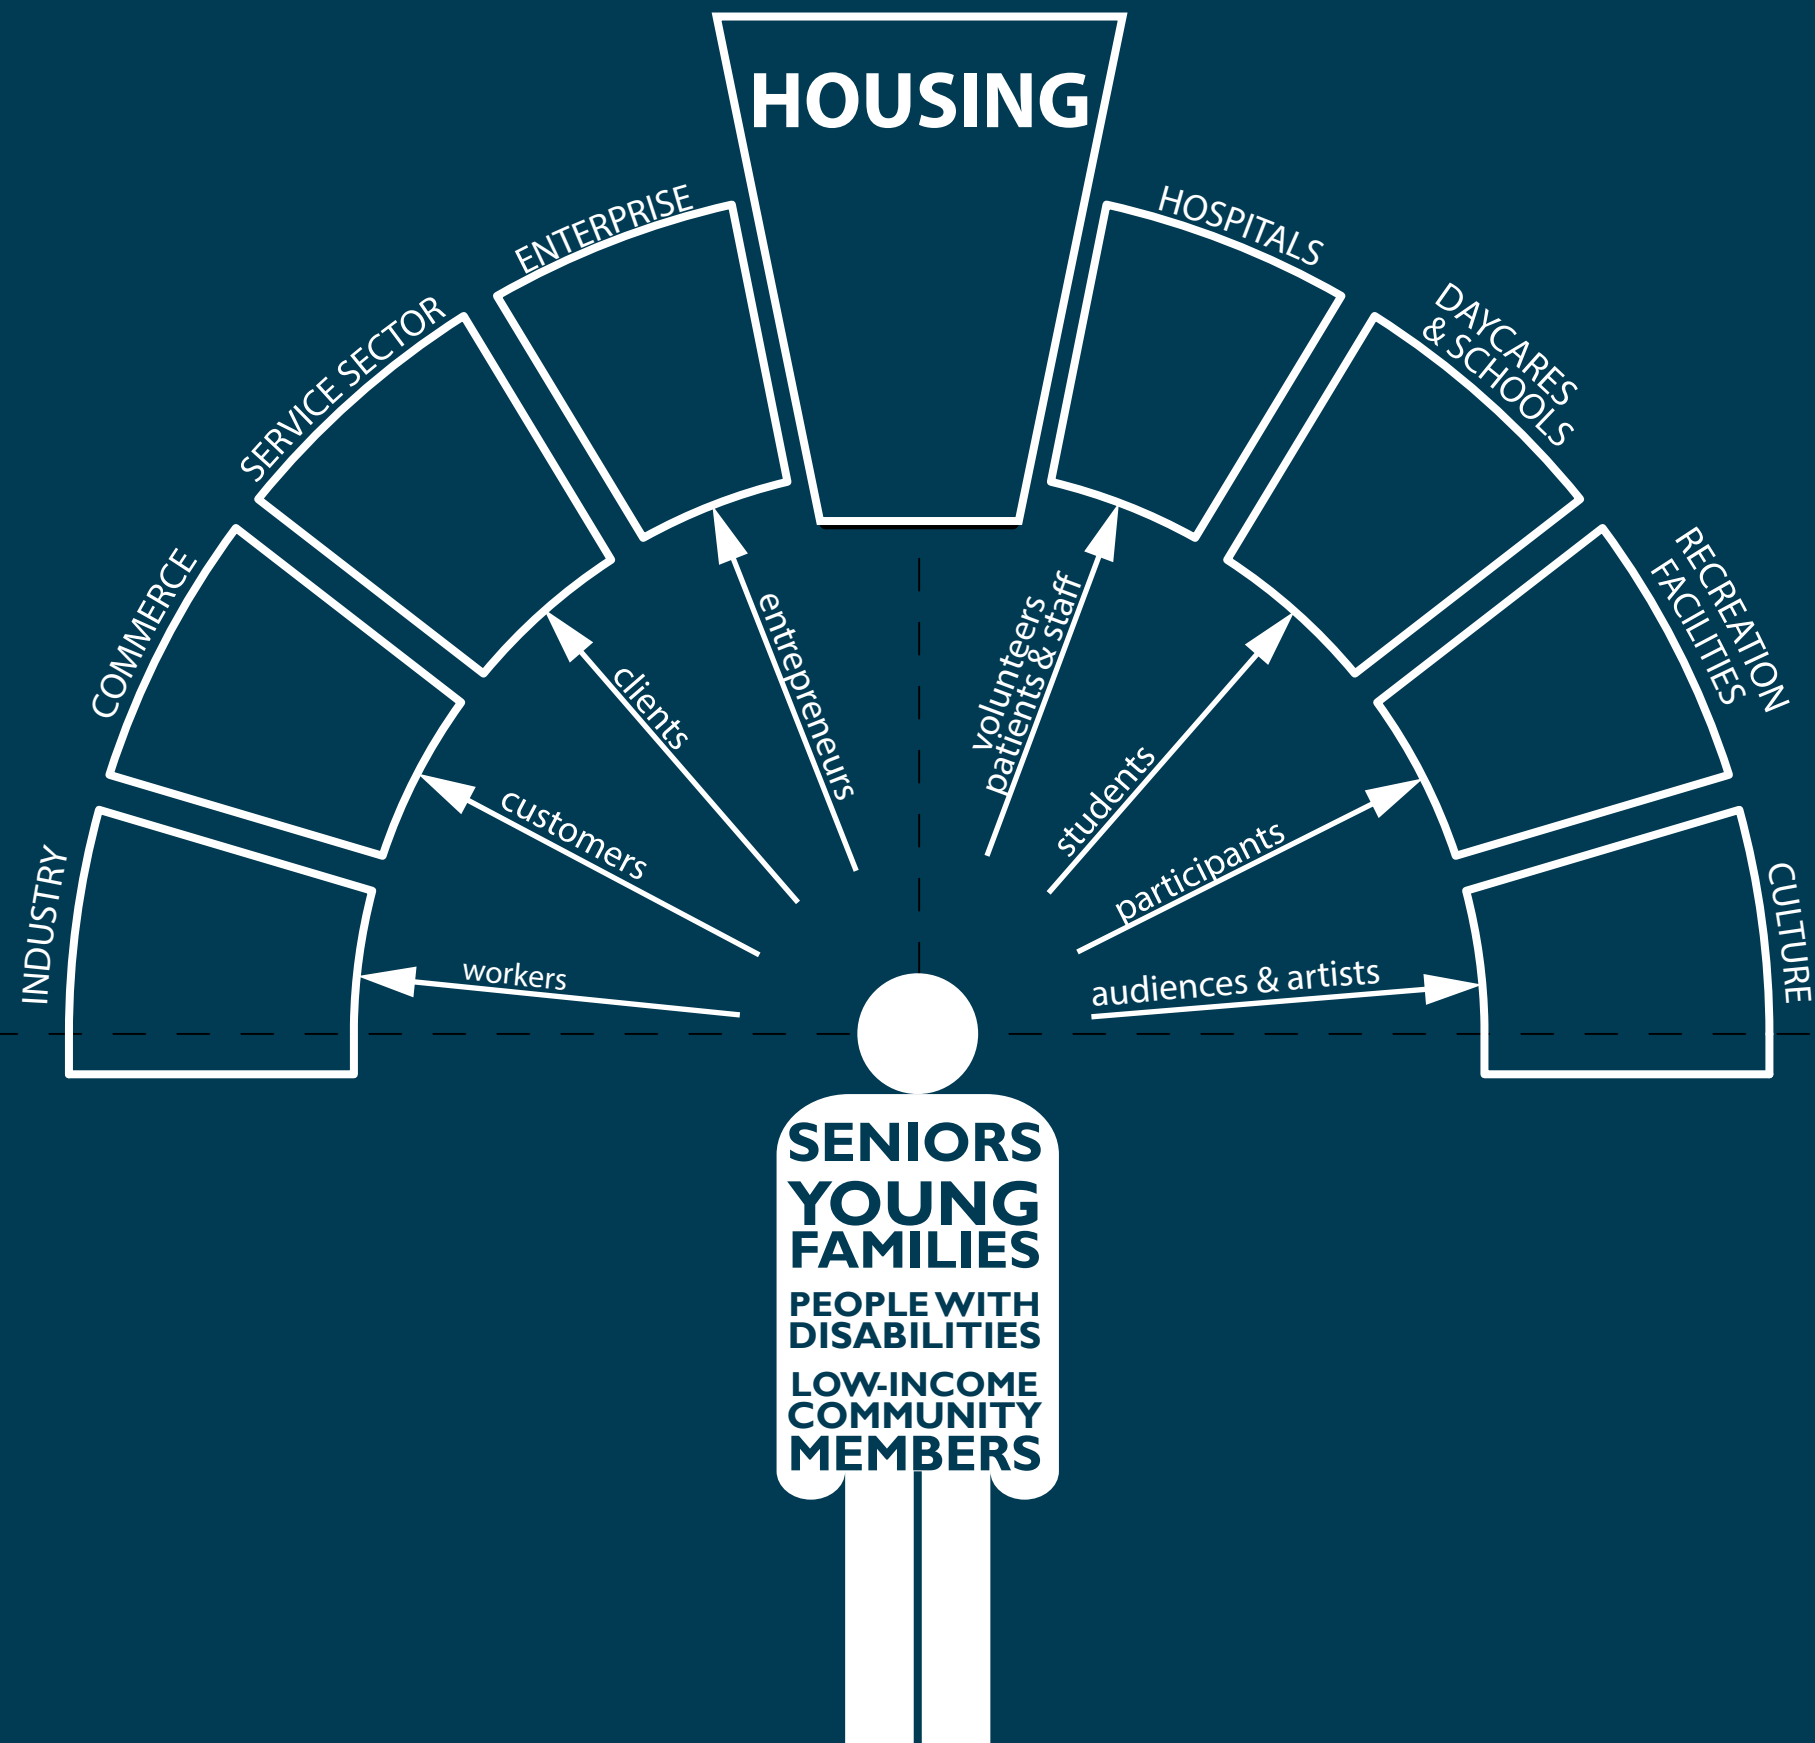 HOUSING
ENTERPRISE
HOSPITALS
SERVICE SECTOR
DAYCARES
& SCHOOLS
COMMERCE
RECREATION
FACILITIES
INDUSTRY
CULTURE
entrepreneurs
volunteers
patients & staff
clients
students
customers
participants
workers
audiences & artists
SENIORS
YOUNG
FAMILIES
PEOPLE WITH
DISABILITIES
LOW-INCOME
COMMUNITY
MEMBERS